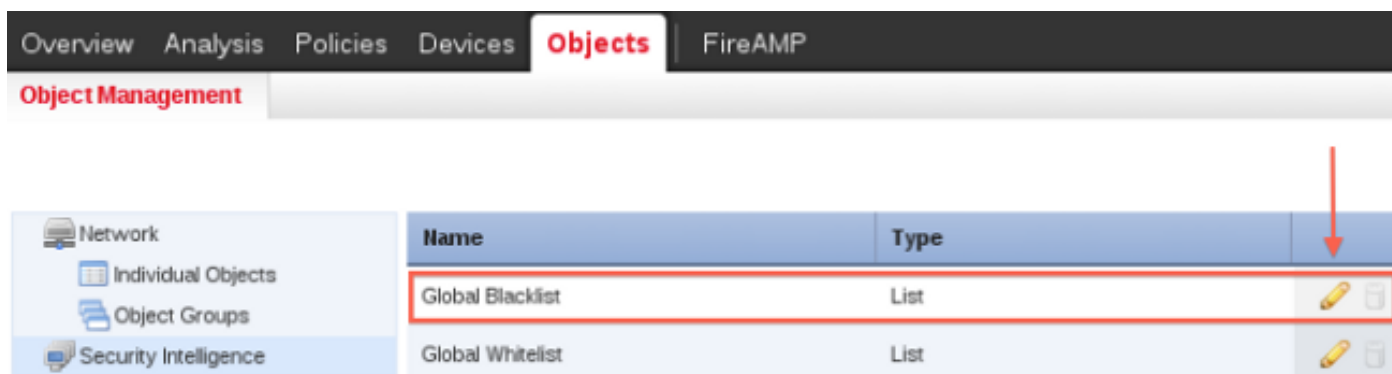 Overview Analysis Policies Devices Objects FireAMP
Object Management
Network
Individual Objects
Object Groups
Security Intelligence
Name Type
Global Blacklist List
Global Whitelist List